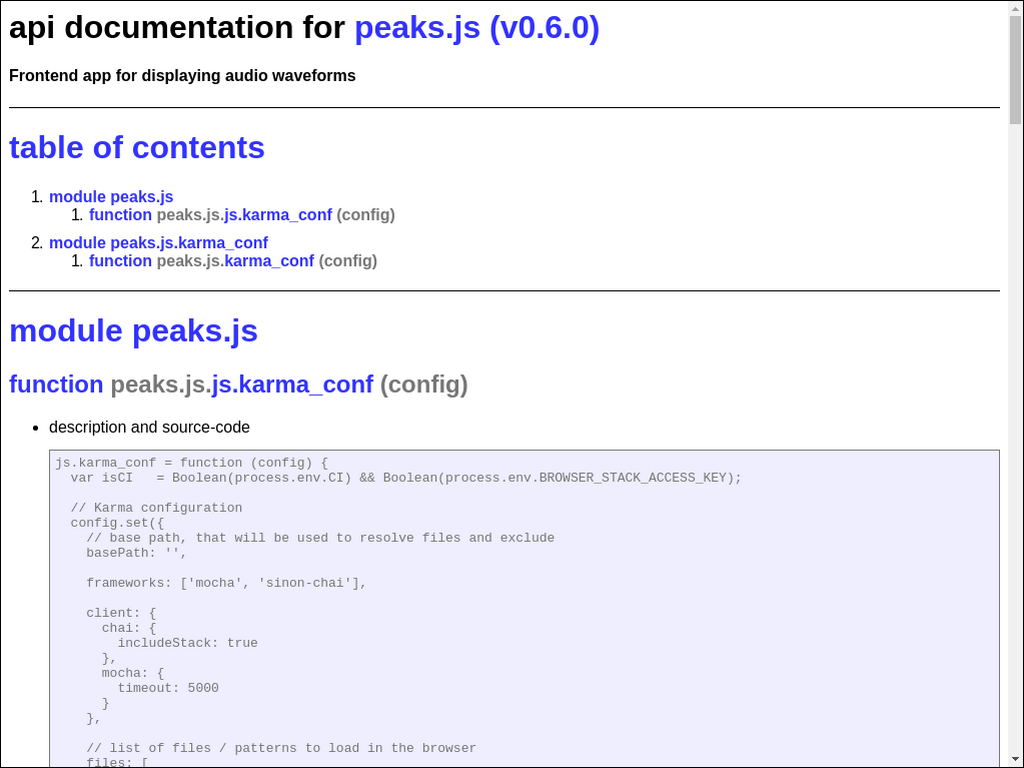 api documentation for peaks.js (v0.6.0)
Frontend app for displaying audio waveforms
table of contents
1. module peaks.js
1. function peaks.js.js.karma_conf (config)
2. module peaks.js.karma_conf
1. function peaks.js.karma_conf (config)
module peaks.js
function peaks.js.js.karma_conf (config)
• description and source-code
js.karma_conf = function (config) {
  var isCI   = Boolean(process.env.CI) && Boolean(process.env.BROWSER_STACK_ACCESS_KEY);
  // Karma configuration
  config.set({
    // base path, that will be used to resolve files and exclude
    basePath: '',
    frameworks: ['mocha', 'sinon-chai'],
    client: {
      chai: {
        includeStack: true
      },
      mocha: {
        timeout: 5000
      }
    },
    // list of files / patterns to load in the browser
    files: [